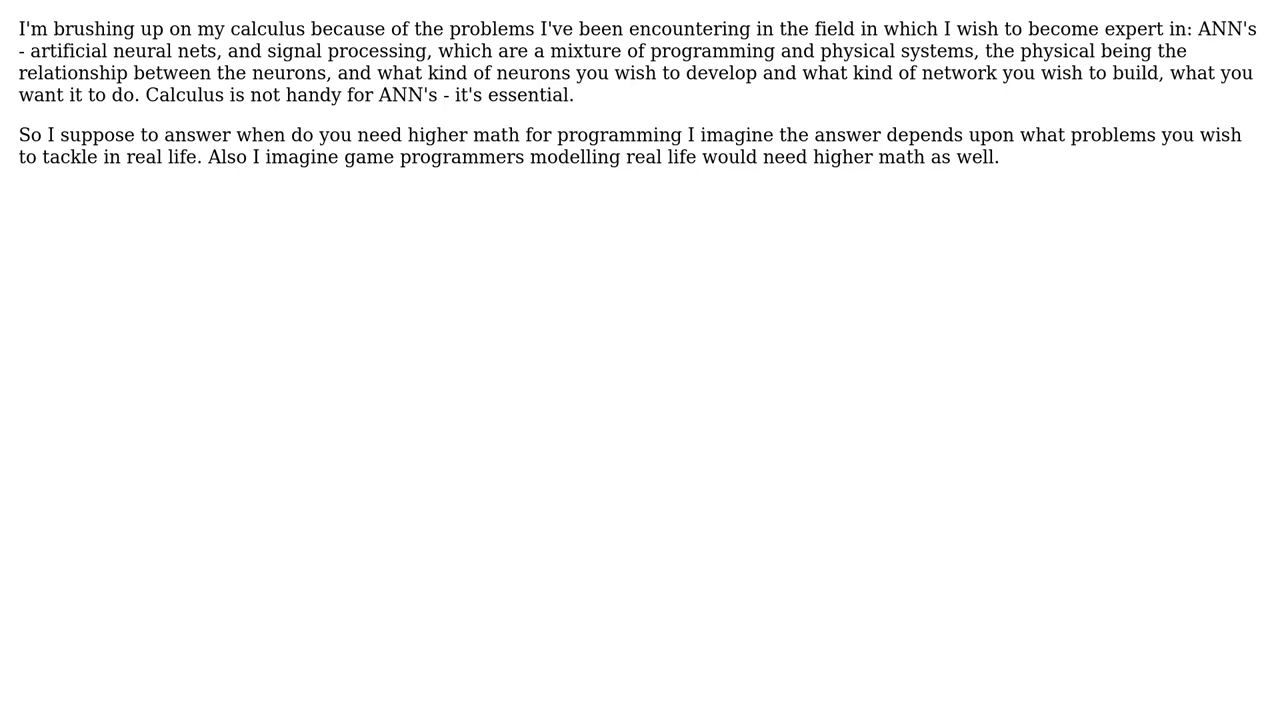 I'm brushing up on my calculus because of the problems I've been encountering in the field in which I wish to become expert in: ANN's
- artificial neural nets, and signal processing, which are a mixture of programming and physical systems, the physical being the
relationship between the neurons, and what kind of neurons you wish to develop and what kind of network you wish to build, what you
want it to do. Calculus is not handy for ANN's - it's essential.
So I suppose to answer when do you need higher math for programming I imagine the answer depends upon what problems you wish
to tackle in real life. Also I imagine game programmers modelling real life would need higher math as well.